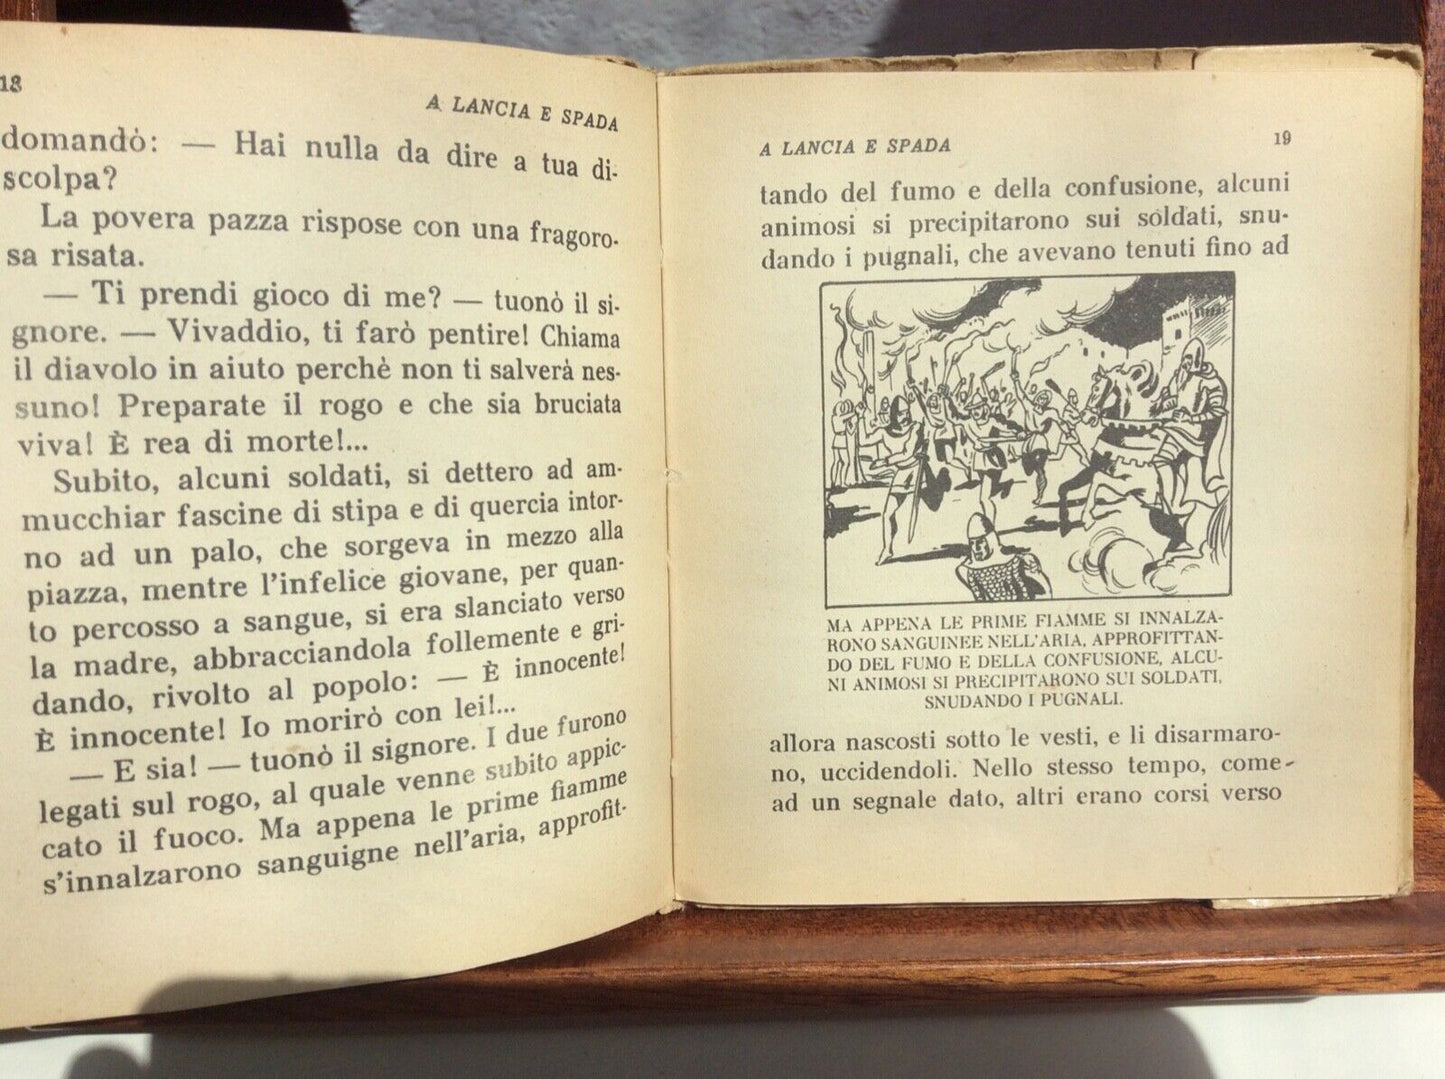 18
A LANCIA E SPADA
domandò: — Hai nulla da dire a tua di-
scolpa?
La povera pazza rispose con una fragoro-
sa risata.
— Ti prendi gioco di me? — tuonò il si-
gnore. — Vivaddio, ti farò pentire! Chiama
il diavolo in aiuto perchè non ti salverà nes-
suno! Preparate il rogo e che sia bruciata
viva! È rea di morte!...
Subito, alcuni soldati, si dettero ad am-
mucchiar fascine di stipa e di quercia intor-
no ad un palo, che sorgeva in mezzo alla
piazza, mentre l'infelice giovane, per quan-
to percosso a sangue, si era slanciato verso
la madre, abbracciandola follemente e gri-
dando, rivolto al popolo: — È innocente!
È innocente! Io morirò con lei!...
— E sia! — tuonò il signore. I due furono
legati sul rogo, al quale venne subito appic-
cato il fuoco. Ma appena le prime fiamme
s'innalzarono sanguigne nell'aria, approfit-
A LANCIA E SPADA
19
tando del fumo e della confusione, alcuni
animosi si precipitarono sui soldati, snu-
dando i pugnali, che avevano tenuti fino ad
MA APPENA LE PRIME FIAMME SI INNALZA-
RONO SANGUINEE NELL'ARIA, APPROFITTAN-
DO DEL FUMO E DELLA CONFUSIONE, ALCU-
NI ANIMOSI SI PRECIPITARONO SUI SOLDATI,
SNUDANDO I PUGNALI.
allora nascosti sotto le vesti, e li disarmaro-
no, uccidendoli. Nello stesso tempo, come
ad un segnale dato, altri erano corsi verso